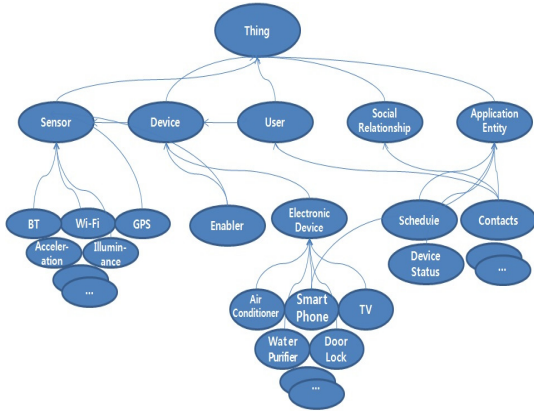 Thing
Sensor
Device
User
Social
Relationship
Application
Entity
BT
Wi-Fi
GPS
Acceler-
ation
Illumin-
ance
...
Enabler
Electronic
Device
Schedule
Contacts
Device
Status
...
Air
Conditioner
Smart
Phone
TV
Water
Purifier
Door
Lock
...